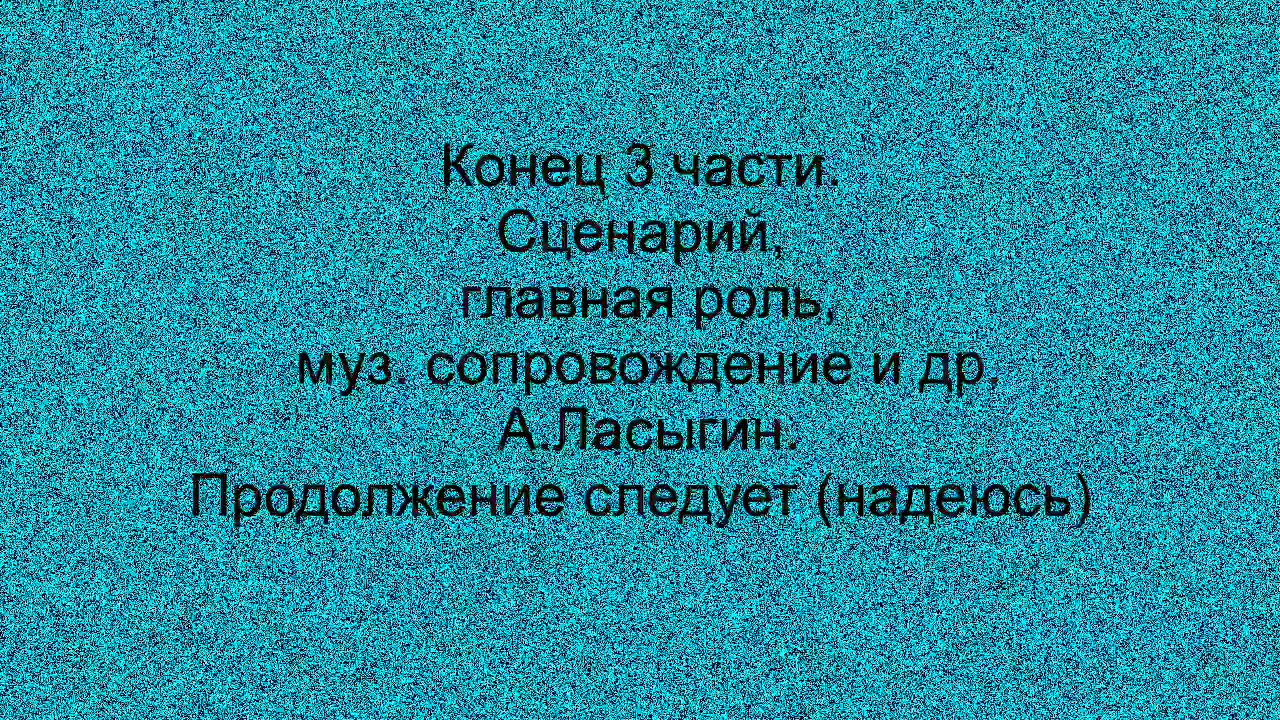 Конец 3 части.
Сценарий,
главная роль,
муз. сопровождение и др.
А.Ласыгин.
Продолжение следует (надеюсь)